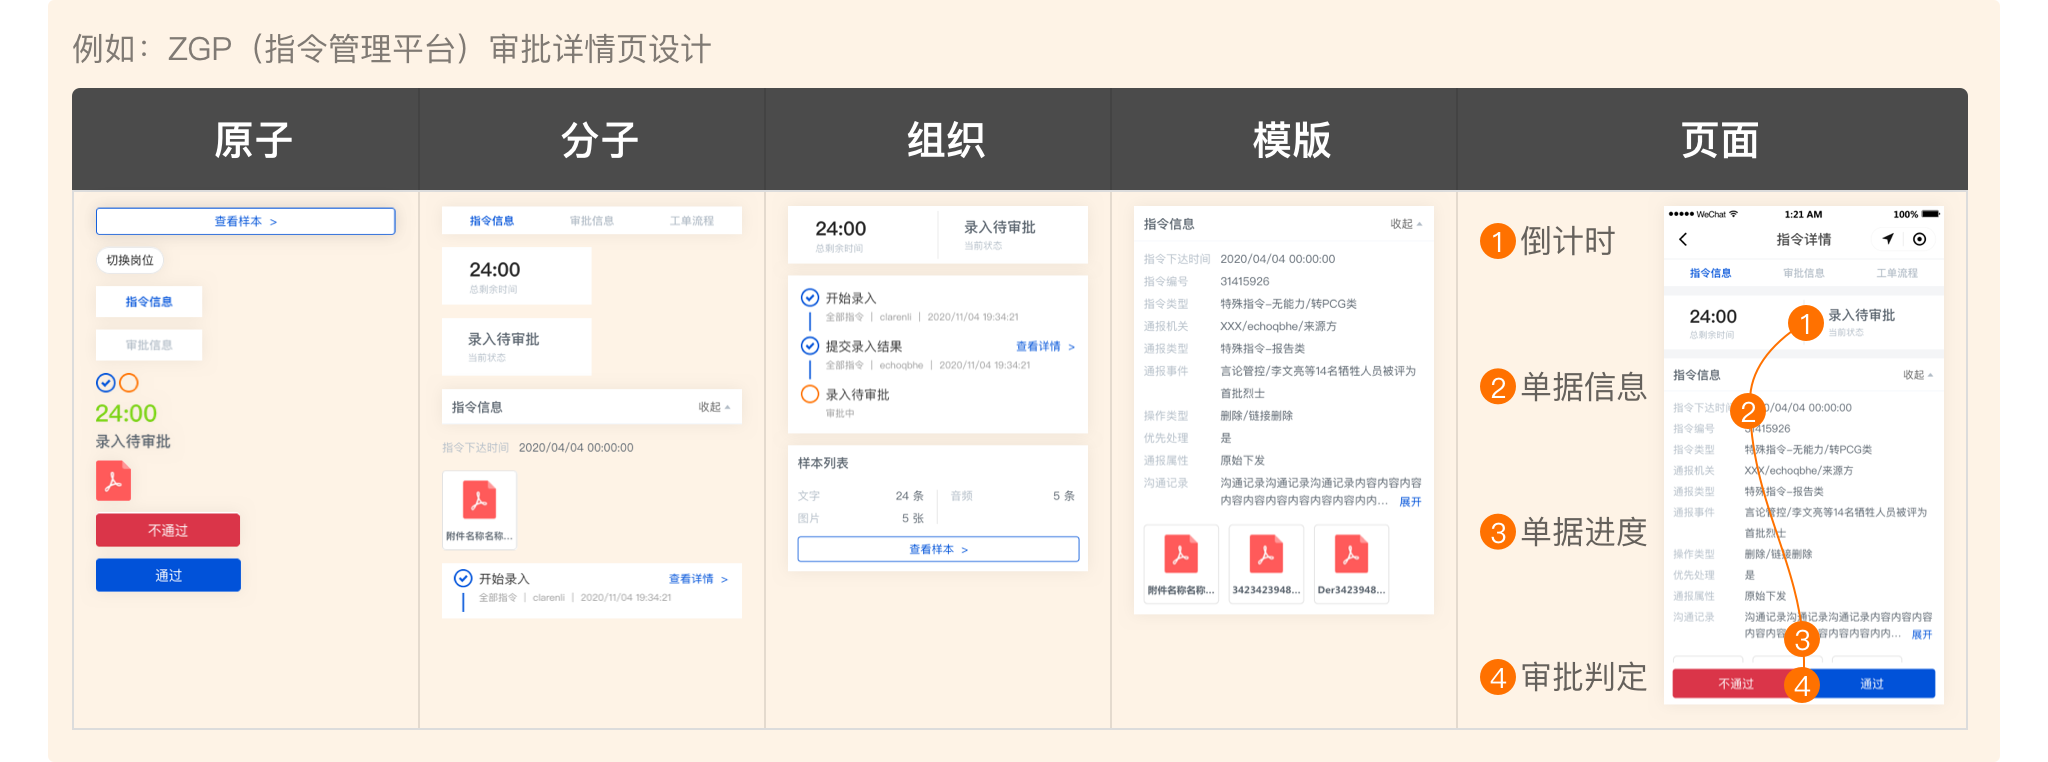 例如：ZGP（指令管理平台）审批详情页设计
原子
分子
组织
模版
页面
查看样本 >
切换岗位
指令信息
审批信息
24:00
录入待审批
不通过
通过
指令信息 审批信息 工单流程
24:00
总剩余时间
录入待审批
当前状态
指令信息 收起
指令下达时间 2020/04/04 00:00:00
附件名称名称...
开始录入 查看详情 >
全部指令 | clarenli | 2020/11/04 19:34:21
24:00 录入待审批
总剩余时间 当前状态
开始录入
全部指令 | clarenli | 2020/11/04 19:34:21
提交录入结果 查看详情 >
全部指令 | echoqbhe | 2020/11/04 19:34:21
录入待审批
审批中
样本列表
文字 24 条 | 音频 5 条
图片 5 张
查看样本 >
指令信息 收起
指令下达时间 2020/04/04 00:00:00
指令编号 31415926
指令类型 特殊指令-无能力/转PCG类
通报机关 XXX/echoqbhe/来源方
通报类型 特殊指令-报告类
通报事件 言论管控/李文亮等14名牺牲人员被评为
首批烈士
操作类型 删除/链接删除
优先处理 是
通报属性 原始下发
沟通记录 沟通记录沟通记录沟通记录内容内容内容
内容内容内容内容内容内容内内... 展开
附件名称名称... 3423423948... Der3423948...
1 倒计时
2 单据信息
3 单据进度
4 审批判定
WeChat 1:21 AM 100%
指令详情
指令信息 审批信息 工单流程
24:00 1 录入待审批
总剩余时间 当前状态
指令信息 收起
指令下达时 2 0/04/04 00:00:00
指令编号 31415926
指令类型 特殊指令-无能力/转PCG类
通报机关 XXX/echoqbhe/来源方
通报类型 特殊指令-报告类
通报事件 言论管控/李文亮等14名牺牲人员被评为
首批烈士
操作类型 删除/链接删除
优先处理 是
通报属性 原始下发
沟通记录 沟通记录沟通记录沟通记录内容内容内容
内容内容 3 容内容内容内内... 展开
不通过 4 通过